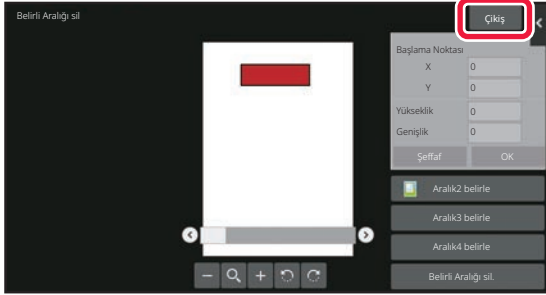 Belirli Aralığı sil
Çıkiş
Başlama Noktası
X 0
Y 0
Yükseklik 0
Genişlik 0
Şeffaf OK
Aralık2 belirle
Aralık3 belirle
Aralık4 belirle
Belirli Aralığı sil.